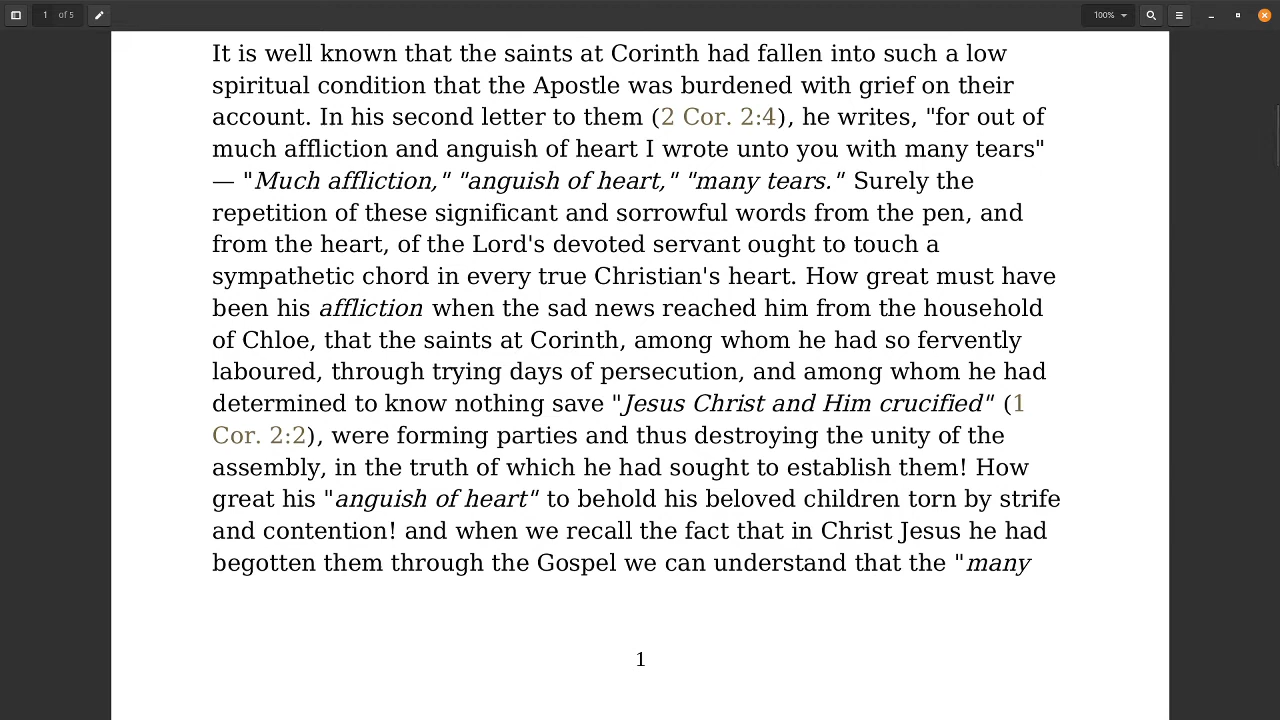 1 of 5
100%
It is well known that the saints at Corinth had fallen into such a low
spiritual condition that the Apostle was burdened with grief on their
account. In his second letter to them (2 Cor. 2:4), he writes, "for out of
much affliction and anguish of heart I wrote unto you with many tears"
— "Much affliction," "anguish of heart," "many tears." Surely the
repetition of these significant and sorrowful words from the pen, and
from the heart, of the Lord's devoted servant ought to touch a
sympathetic chord in every true Christian's heart. How great must have
been his affliction when the sad news reached him from the household
of Chloe, that the saints at Corinth, among whom he had so fervently
laboured, through trying days of persecution, and among whom he had
determined to know nothing save "Jesus Christ and Him crucified" (1
Cor. 2:2), were forming parties and thus destroying the unity of the
assembly, in the truth of which he had sought to establish them! How
great his "anguish of heart" to behold his beloved children torn by strife
and contention! and when we recall the fact that in Christ Jesus he had
begotten them through the Gospel we can understand that the "many
1